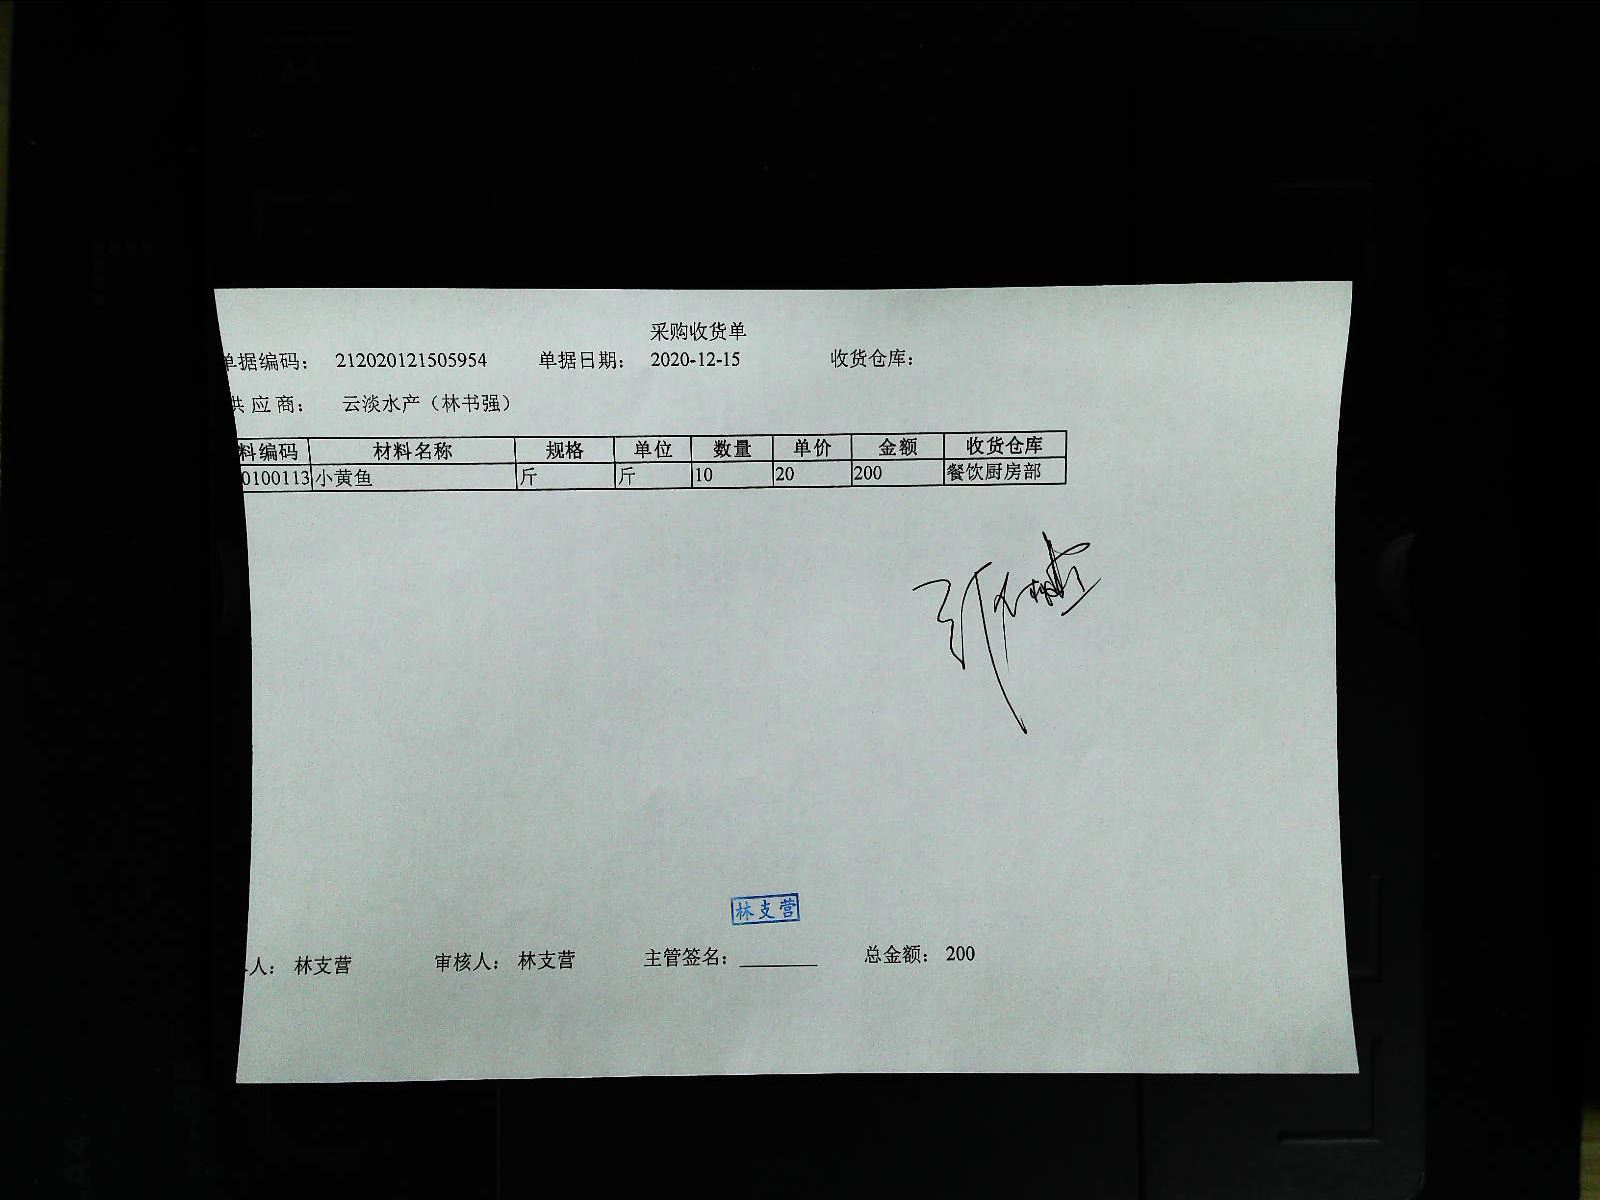 采购收货单
单据编码： 212020121505954 单据日期： 2020-12-15 收货仓库：
供 应 商： 云淡水产（林书强）
料编码 材料名称 规格 单位 数量 单价 金额 收货仓库
0100113 小黄鱼 斤 斤 10 20 200 餐饮厨房部
林支营
人： 林支营 审核人： 林支营 主管签名：________ 总金额： 200